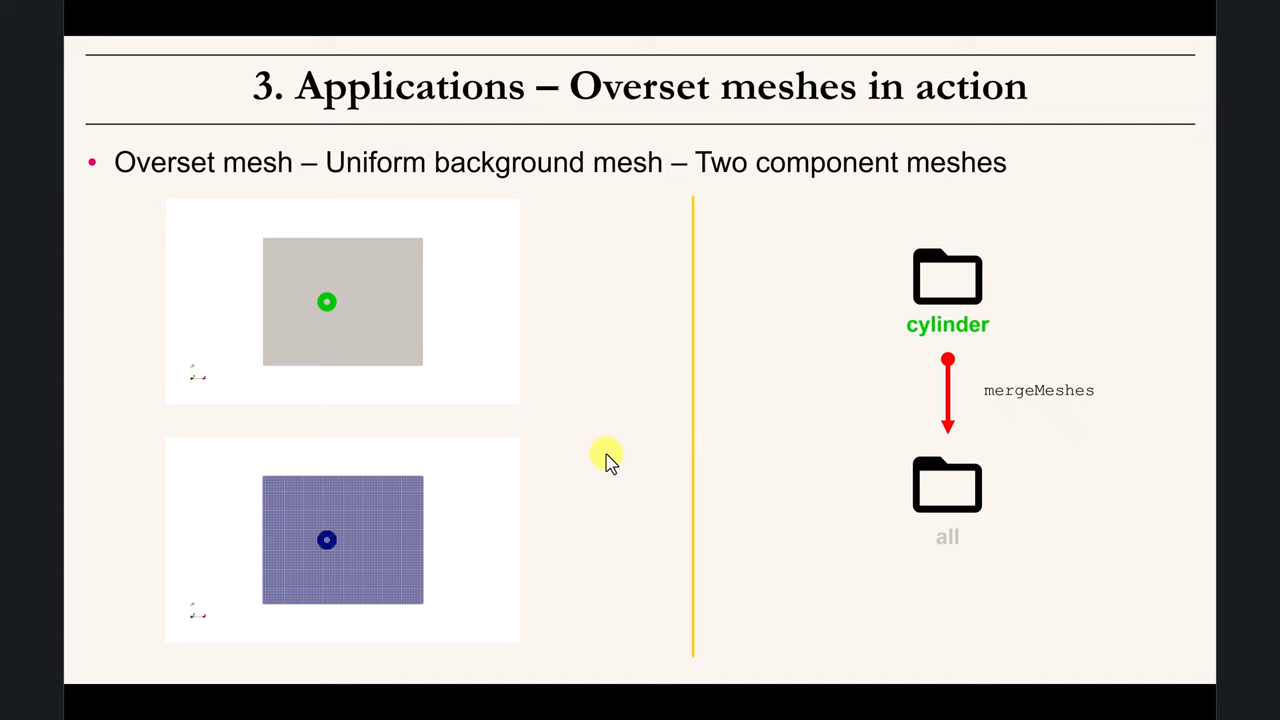 3. Applications – Overset meshes in action
• Overset mesh – Uniform background mesh – Two component meshes
cylinder
mergeMeshes
all